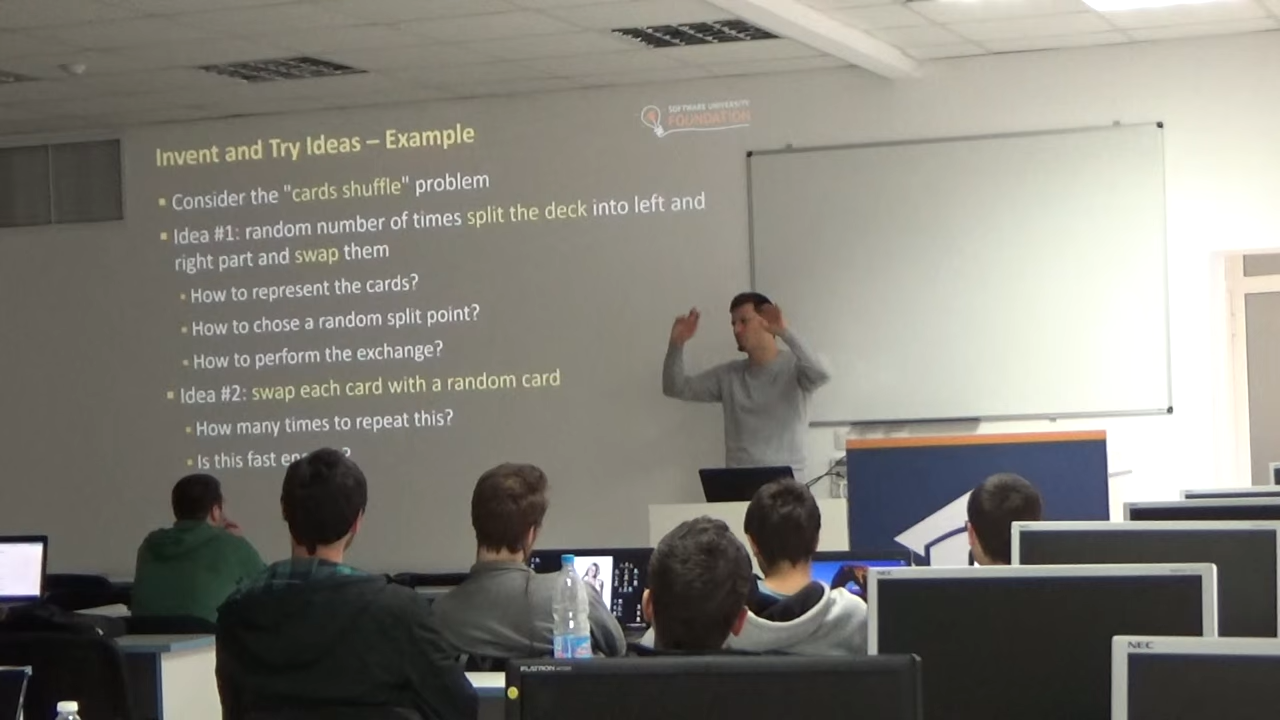 SOFTWARE UNIVERSITY
FOUNDATION
Invent and Try Ideas – Example
Consider the "cards shuffle" problem
Idea #1: random number of times split the deck into left and
right part and swap them
How to represent the cards?
How to chose a random split point?
How to perform the exchange?
Idea #2: swap each card with a random card
How many times to repeat this?
Is this fast ?
NEC
NEC
FLATRON